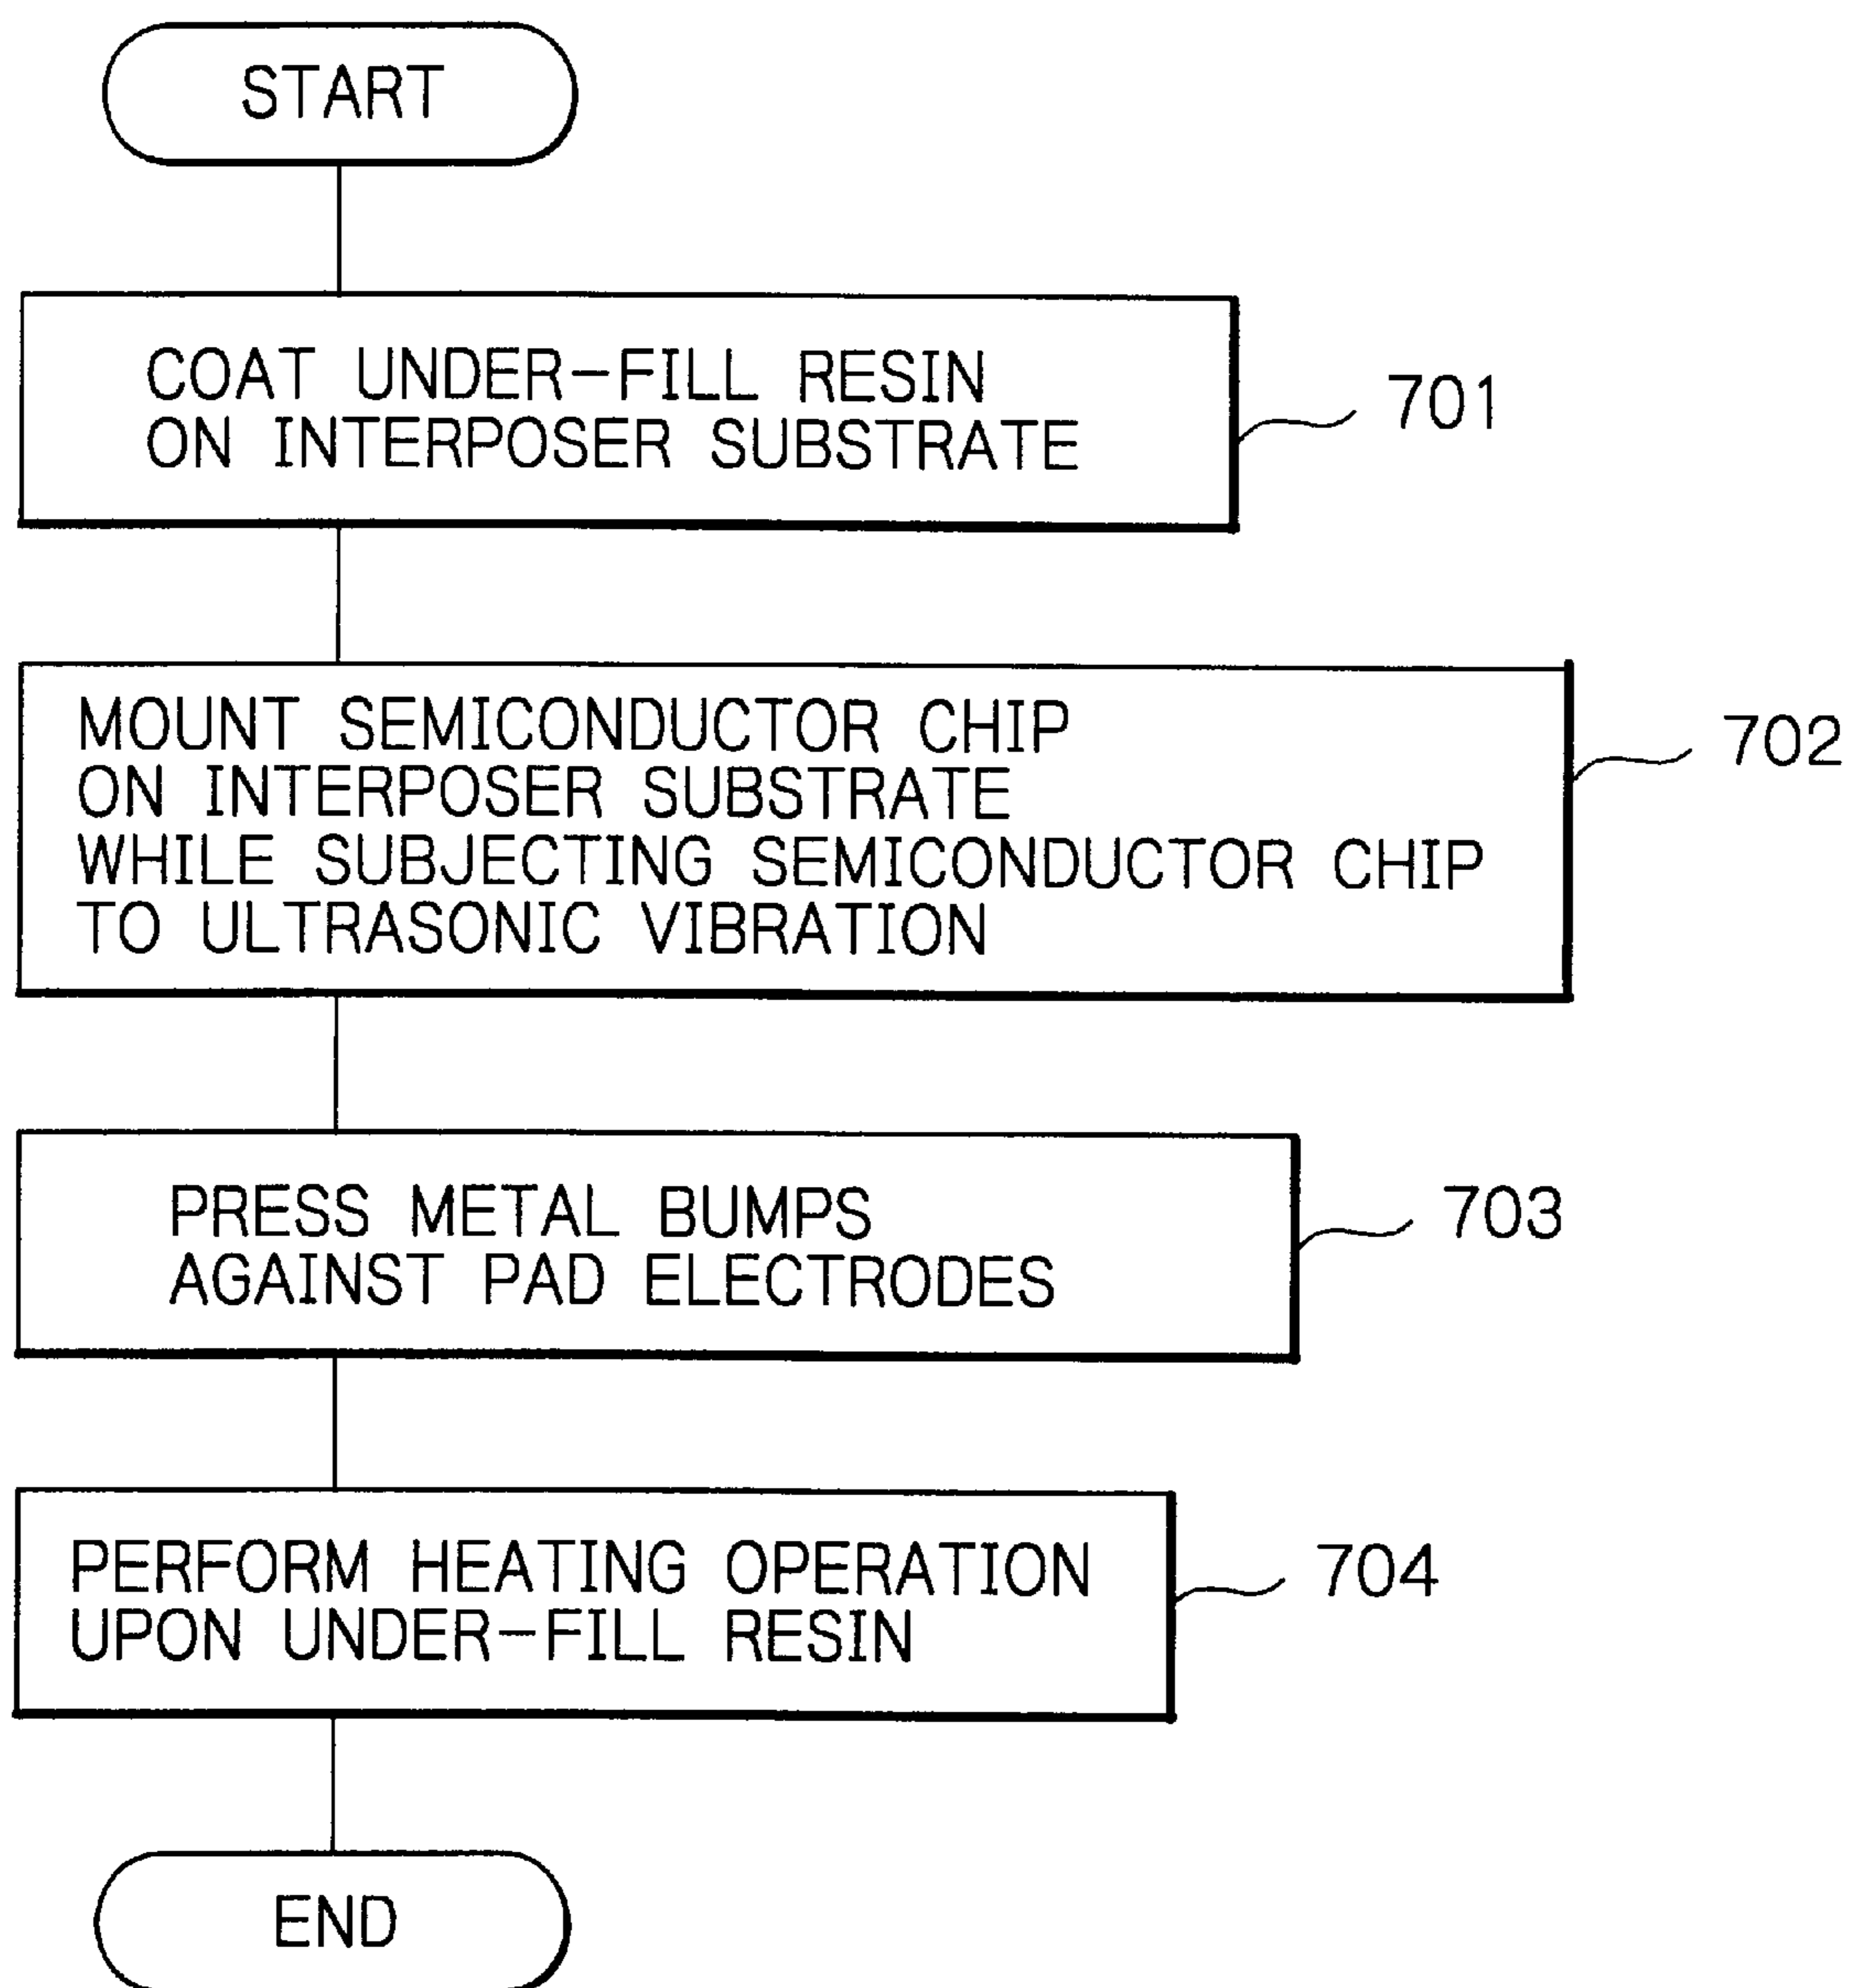 START
COAT UNDER-FILL RESIN
ON INTERPOSER SUBSTRATE
701
MOUNT SEMICONDUCTOR CHIP
ON INTERPOSER SUBSTRATE
WHILE SUBJECTING SEMICONDUCTOR CHIP
TO ULTRASONIC VIBRATION
702
PRESS METAL BUMPS
AGAINST PAD ELECTRODES
703
PERFORM HEATING OPERATION
UPON UNDER-FILL RESIN
704
END